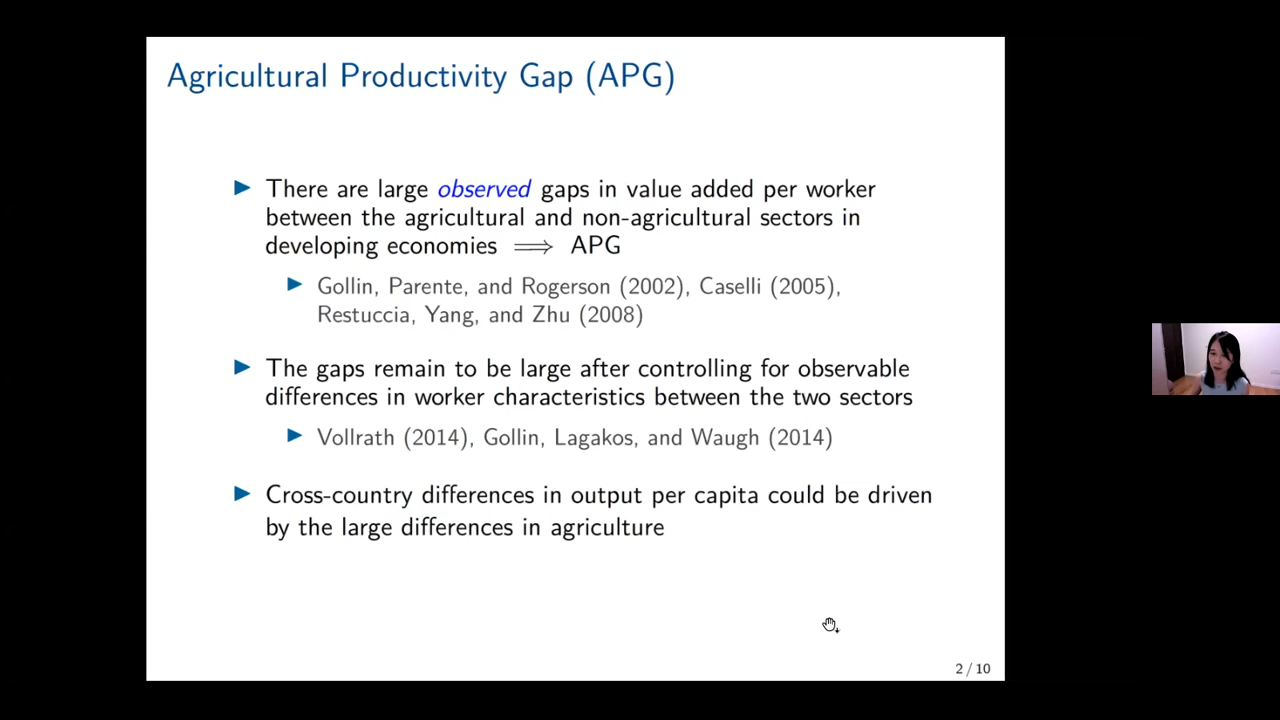 Agricultural Productivity Gap (APG)
There are large observed gaps in value added per worker
between the agricultural and non-agricultural sectors in
developing economies ⟹ APG
Gollin, Parente, and Rogerson (2002), Caselli (2005),
Restuccia, Yang, and Zhu (2008)
The gaps remain to be large after controlling for observable
differences in worker characteristics between the two sectors
Vollrath (2014), Gollin, Lagakos, and Waugh (2014)
Cross-country differences in output per capita could be driven
by the large differences in agriculture
2 / 10